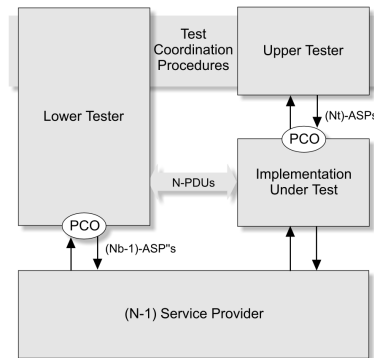 Test
Coordination
Procedures
Upper Tester
Lower Tester
(Nt)-ASPs
PCO
Implementation
Under Test
N-PDUs
PCO
(Nb-1)-ASP"s
(N-1) Service Provider